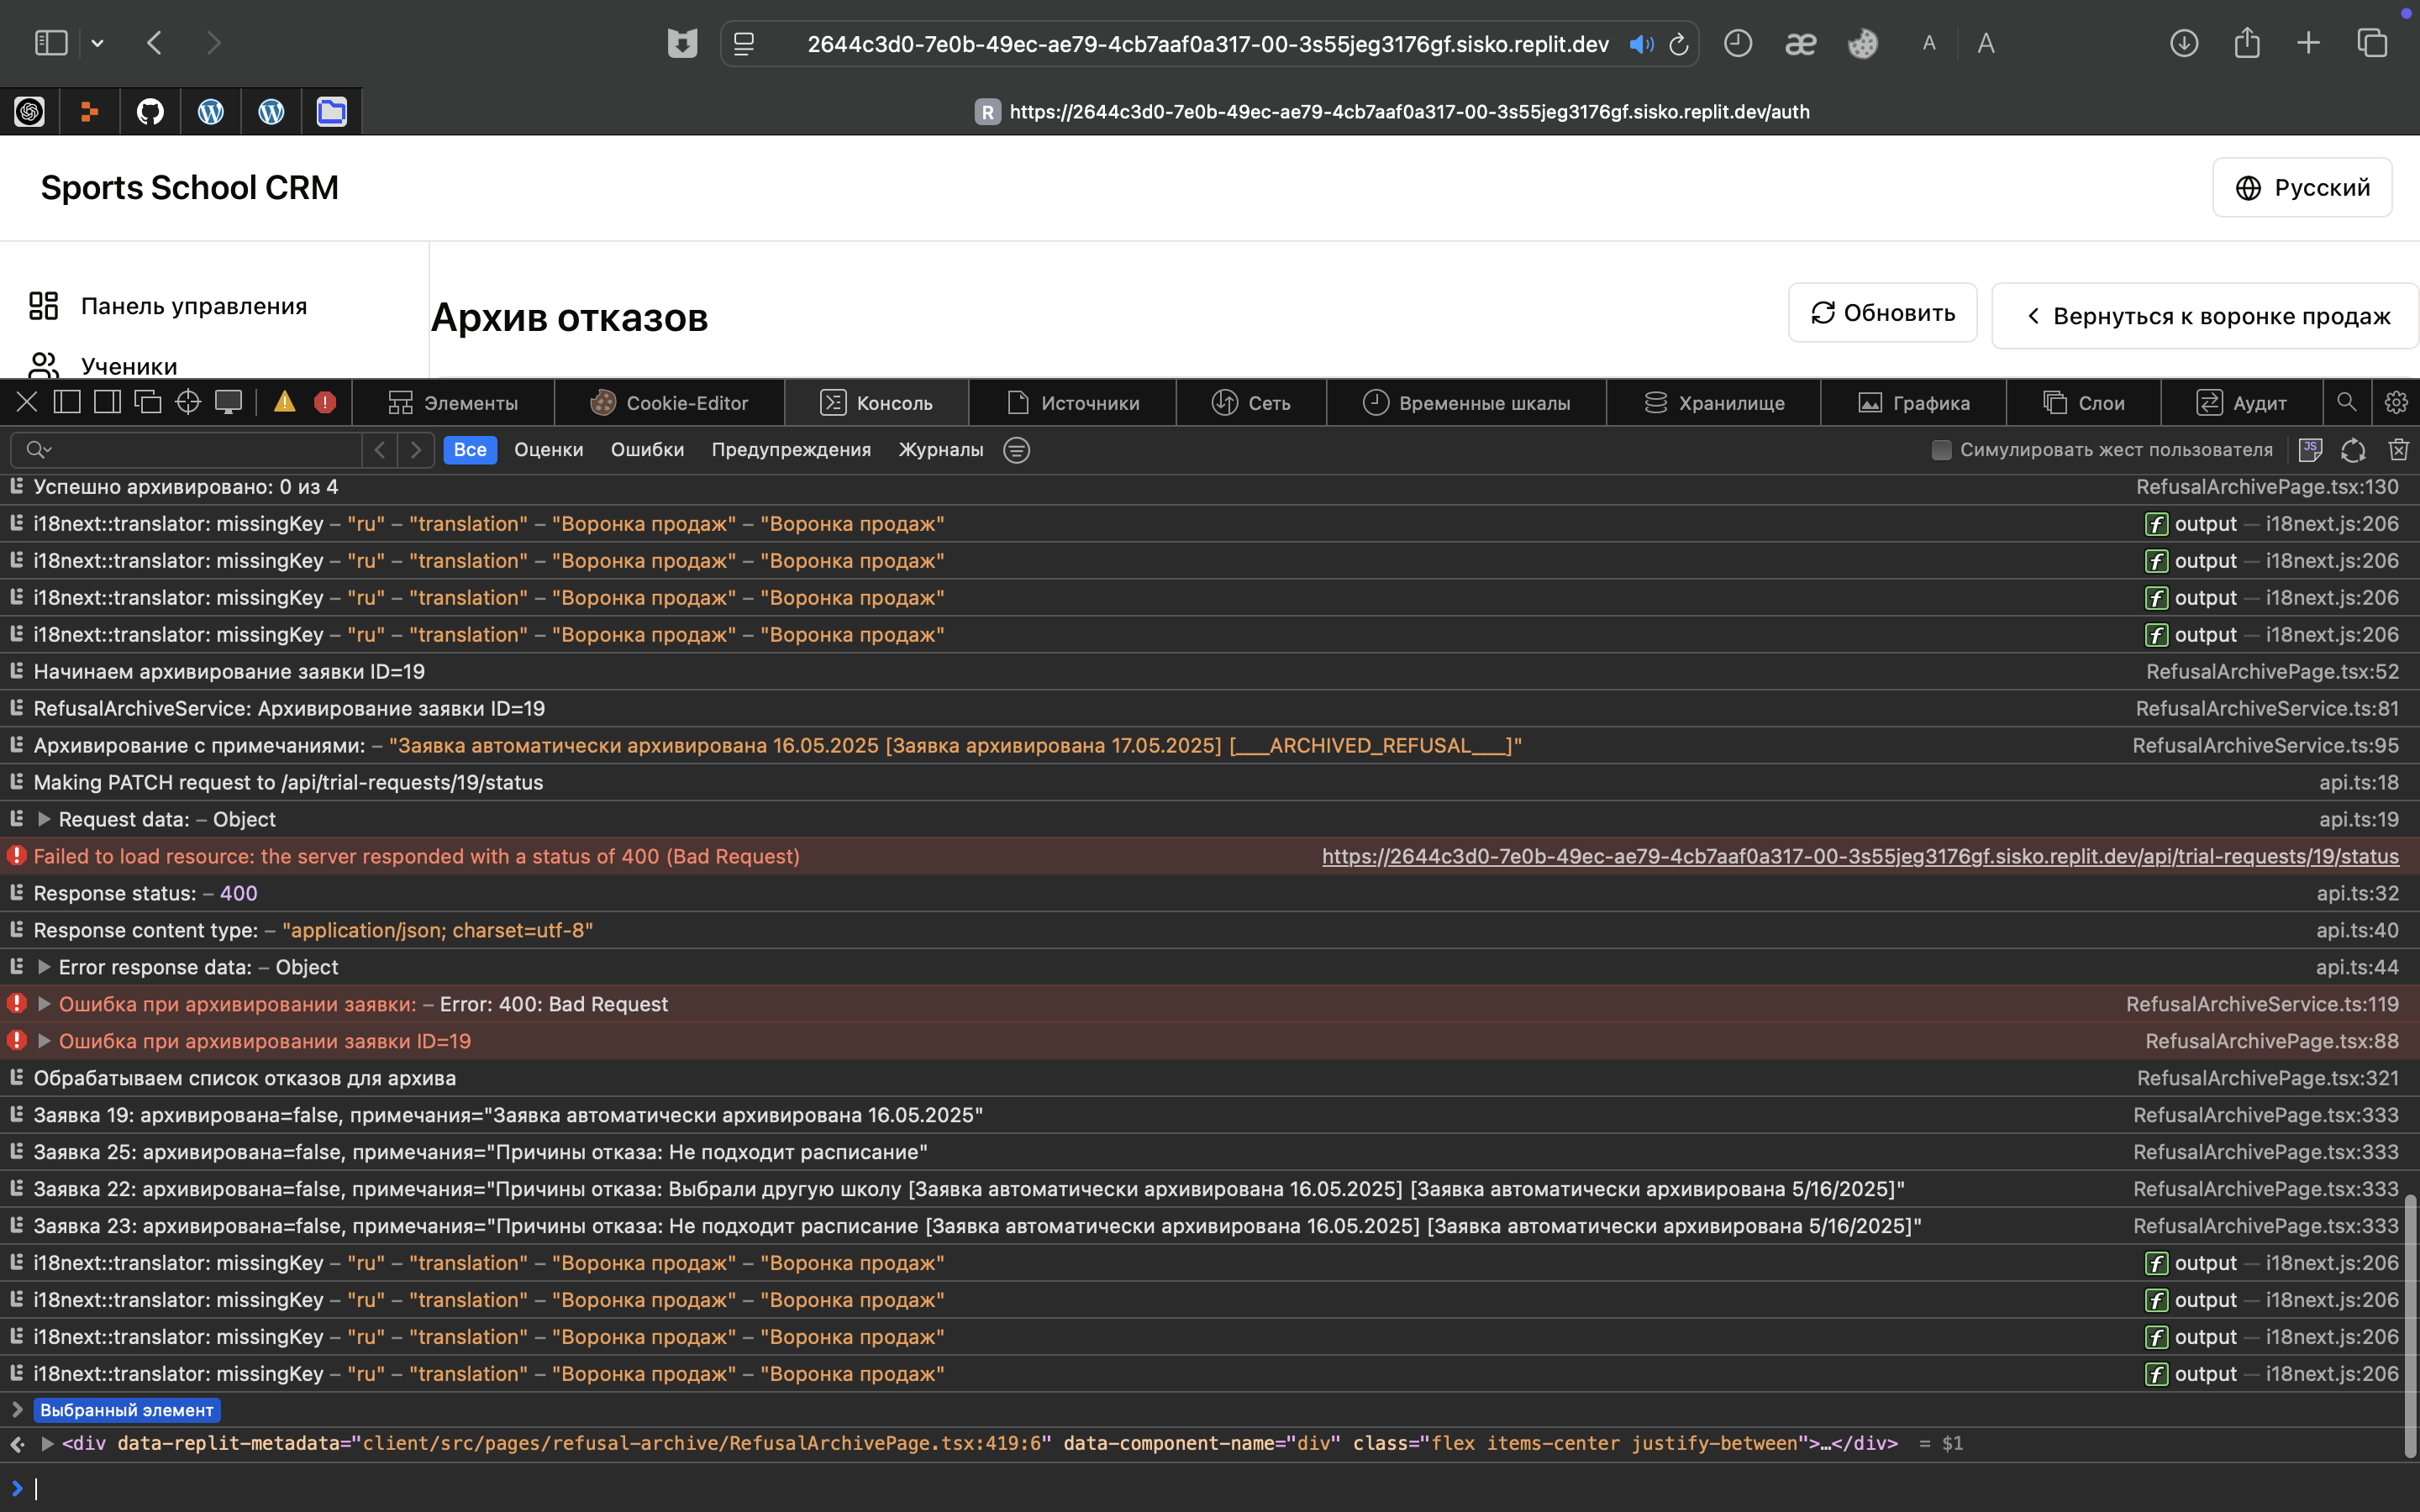 2644c3d0-7e0b-49ec-ae79-4cb7aaf0a317-00-3s55jeg3176gf.sisko.replit.dev
æ A A
R https://2644c3d0-7e0b-49ec-ae79-4cb7aaf0a317-00-3s55jeg3176gf.sisko.replit.dev/auth
Sports School CRM Русский
Панель управления
Архив отказов Обновить Вернуться к воронке продаж
Ученики
Элементы Cookie-Editor Консоль Источники Сеть Временные шкалы Хранилище Графика Слои Аудит
Все Оценки Ошибки Предупреждения Журналы Симулировать жест пользователя JS
Успешно архивировано: 0 из 4 RefusalArchivePage.tsx:130
i18next::translator: missingKey – "ru" – "translation" – "Воронка продаж" – "Воронка продаж" f output — i18next.js:206
i18next::translator: missingKey – "ru" – "translation" – "Воронка продаж" – "Воронка продаж" f output — i18next.js:206
i18next::translator: missingKey – "ru" – "translation" – "Воронка продаж" – "Воронка продаж" f output — i18next.js:206
i18next::translator: missingKey – "ru" – "translation" – "Воронка продаж" – "Воронка продаж" f output — i18next.js:206
Начинаем архивирование заявки ID=19 RefusalArchivePage.tsx:52
RefusalArchiveService: Архивирование заявки ID=19 RefusalArchiveService.ts:81
Архивирование с примечаниями: – "Заявка автоматически архивирована 16.05.2025 [Заявка архивирована 17.05.2025] [___ARCHIVED_REFUSAL___]" RefusalArchiveService.ts:95
Making PATCH request to /api/trial-requests/19/status api.ts:18
Request data: – Object api.ts:19
Failed to load resource: the server responded with a status of 400 (Bad Request) https://2644c3d0-7e0b-49ec-ae79-4cb7aaf0a317-00-3s55jeg3176gf.sisko.replit.dev/api/trial-requests/19/status
Response status: – 400 api.ts:32
Response content type: – "application/json; charset=utf-8" api.ts:40
Error response data: – Object api.ts:44
Ошибка при архивировании заявки: – Error: 400: Bad Request RefusalArchiveService.ts:119
Ошибка при архивировании заявки ID=19 RefusalArchivePage.tsx:88
Обрабатываем список отказов для архива RefusalArchivePage.tsx:321
Заявка 19: архивирована=false, примечания="Заявка автоматически архивирована 16.05.2025" RefusalArchivePage.tsx:333
Заявка 25: архивирована=false, примечания="Причины отказа: Не подходит расписание" RefusalArchivePage.tsx:333
Заявка 22: архивирована=false, примечания="Причины отказа: Выбрали другую школу [Заявка автоматически архивирована 16.05.2025] [Заявка автоматически архивирована 5/16/2025]" RefusalArchivePage.tsx:333
Заявка 23: архивирована=false, примечания="Причины отказа: Не подходит расписание [Заявка автоматически архивирована 16.05.2025] [Заявка автоматически архивирована 5/16/2025]" RefusalArchivePage.tsx:333
i18next::translator: missingKey – "ru" – "translation" – "Воронка продаж" – "Воронка продаж" f output — i18next.js:206
i18next::translator: missingKey – "ru" – "translation" – "Воронка продаж" – "Воронка продаж" f output — i18next.js:206
i18next::translator: missingKey – "ru" – "translation" – "Воронка продаж" – "Воронка продаж" f output — i18next.js:206
i18next::translator: missingKey – "ru" – "translation" – "Воронка продаж" – "Воронка продаж" f output — i18next.js:206
Выбранный элемент
<div data-replit-metadata="client/src/pages/refusal-archive/RefusalArchivePage.tsx:419:6" data-component-name="div" class="flex items-center justify-between">…</div> = $1